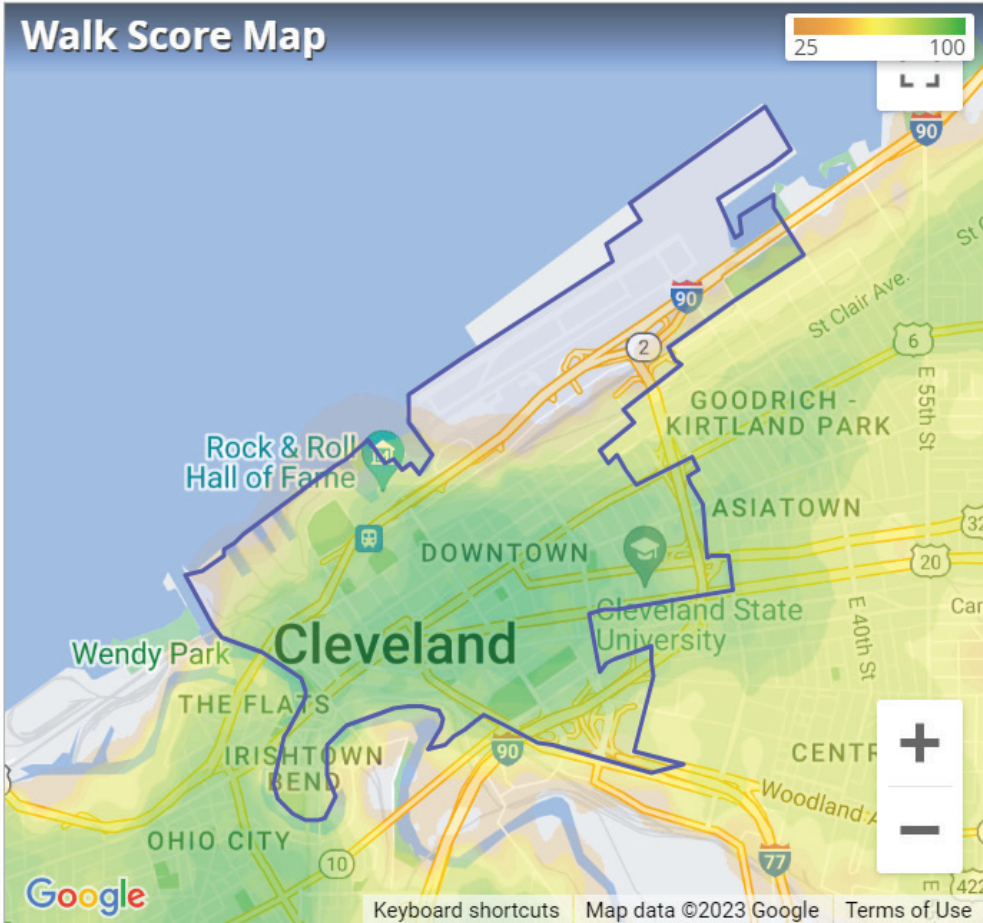 Walk Score Map
25 100
90
St C
St Clair Ave.
90
2
6
E 55th St
GOODRICH -
KIRTLAND PARK
Rock & Roll
Hall of Fame
ASIATOWN
32
DOWNTOWN
20
Cleveland State
University
E 40th St
Car
Cleveland
Wendy Park
THE FLATS
IRISHTOWN
BEND
90
CENTR
Woodland A
OHIO CITY
10
77
E
422
Google
Keyboard shortcuts Map data ©2023 Google Terms of Use